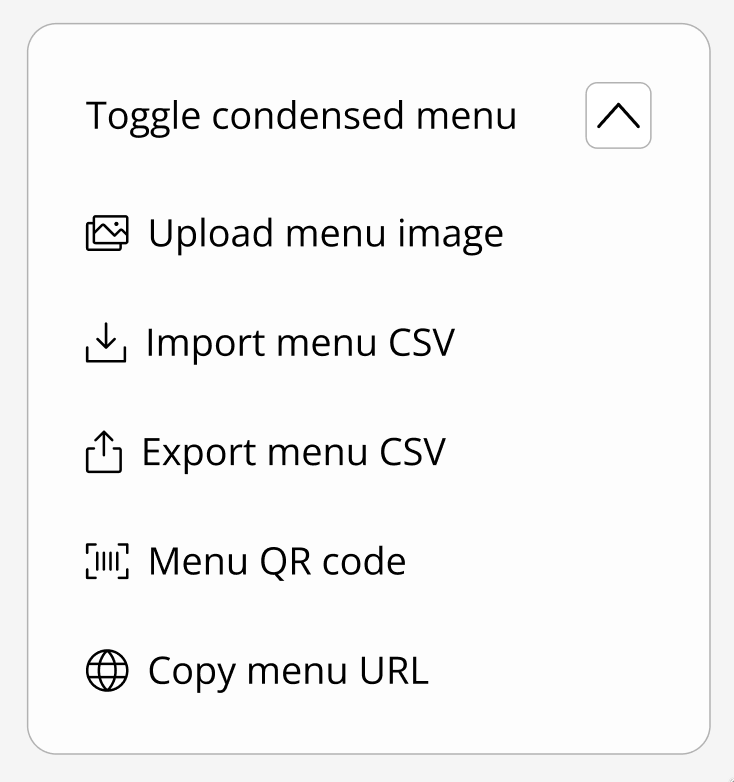 Toggle condensed menu
Upload menu image
Import menu CSV
Export menu CSV
Menu QR code
Copy menu URL